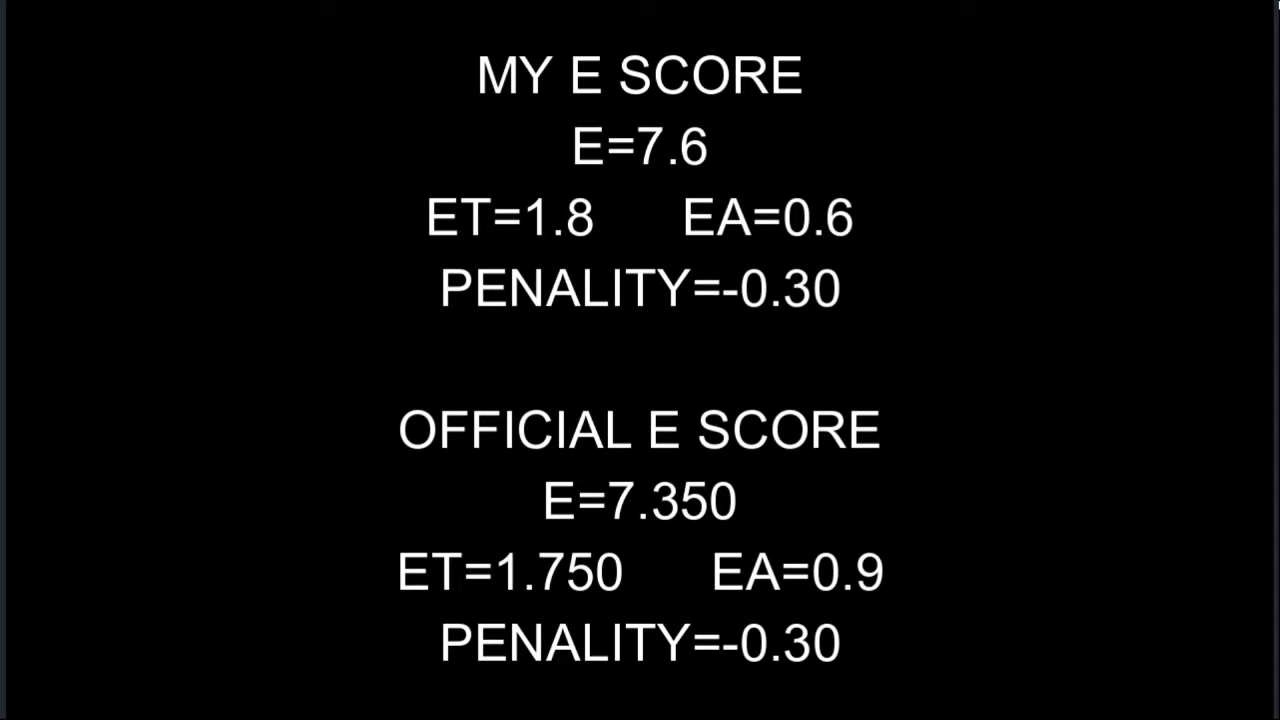 MY E SCORE
E=7.6
ET=1.8 EA=0.6
PENALITY=-0.30
OFFICIAL E SCORE
E=7.350
ET=1.750 EA=0.9
PENALITY=-0.30